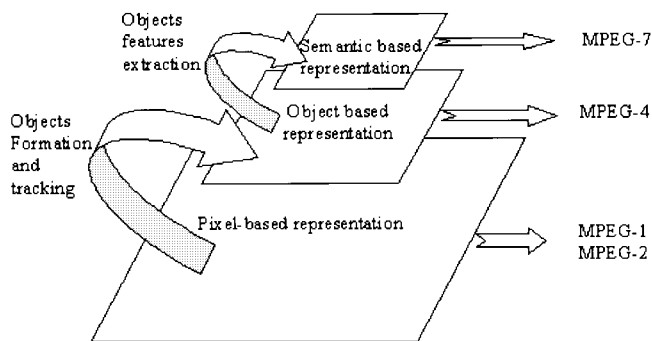 Objects
features
extraction
Semantic based
representation
MPEG-7
Objects
Formation
and
tracking
Object based
representation
MPEG-4
Pixel-based representation
MPEG-1
MPEG-2